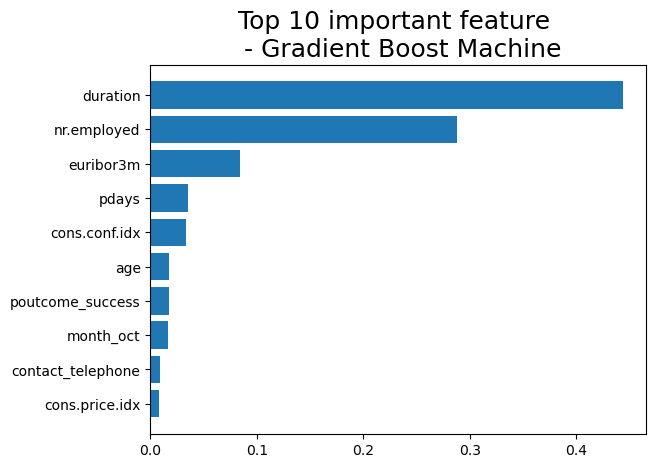 Top 10 important feature
- Gradient Boost Machine
duration
nr.employed
euribor3m
pdays
cons.conf.idx
age
poutcome_success
month_oct
contact_telephone
cons.price.idx
0.0 0.1 0.2 0.3 0.4